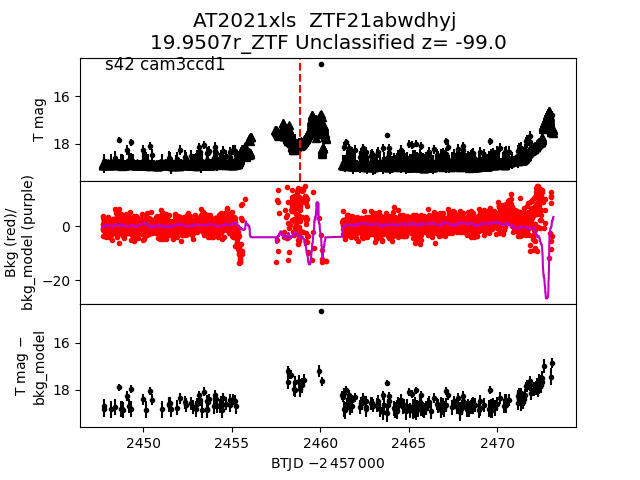 AT2021xls  ZTF21abwdhyj
19.9507r_ZTF Unclassified z= -99.0
s42 cam3ccd1
16
18
T mag
0
−20
Bkg (red)/
bkg_model (purple)
16
18
T mag −
bkg_model
2450
2455
2460
2465
2470
BTJD −2 457 000